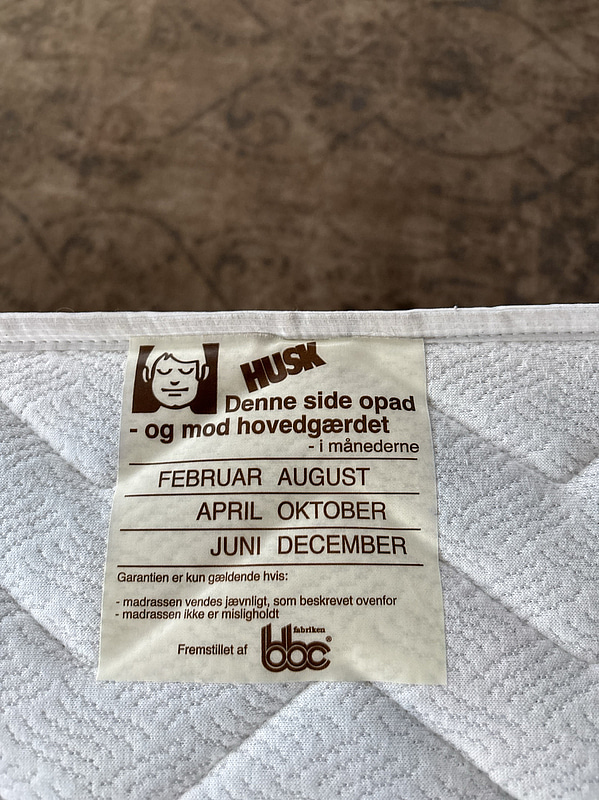 HUSK
Denne side opad
- og mod hovedgærdet
- i månederne
FEBRUAR AUGUST
APRIL OKTOBER
JUNI DECEMBER
Garantien er kun gældende hvis:
- madrassen vendes jævnligt, som beskrevet ovenfor
- madrassen ikke er misligholdt
Fremstillet af fabriken bbc®